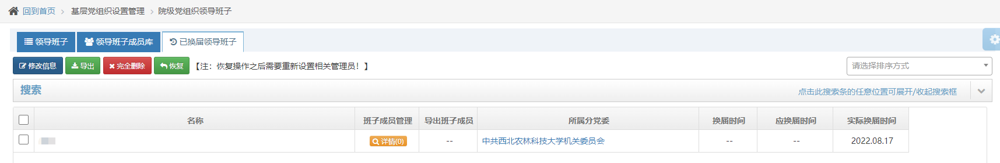 回到首页 基层党组织设置管理 院级党组织领导班子
领导班子 领导班子成员库 已换届领导班子
修改信息 导出 完全删除 恢复 【注：恢复操作之后需要重新设置相关管理员！】 请选择排序方式
搜索 点击此搜索条的任意位置可展开/收起搜索框
名称 班子成员管理 导出班子成员 所属分党委 换届时间 应换届时间 实际换届时间
详情(0) -- 中共西北农林科技大学机关委员会 -- -- 2022.08.17